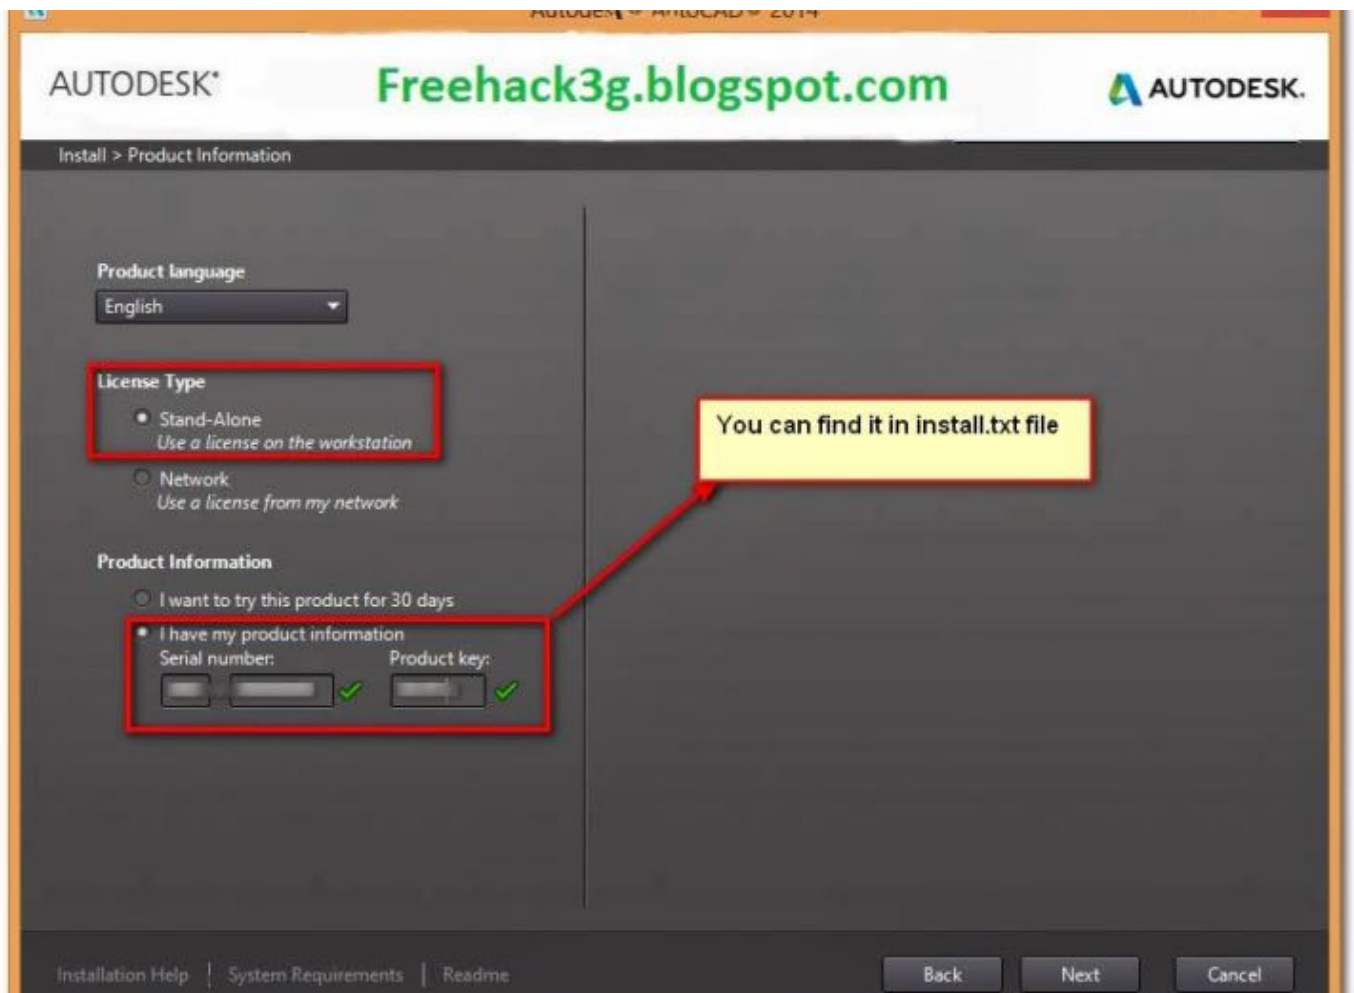 Autodesk® AutoCAD® 2014
AUTODESK®
Freehack3g.blogspot.com
AUTODESK.
Install > Product Information
Product language
English
License Type
Stand-Alone
Use a license on the workstation
You can find it in install.txt file
Network
Use a license from my network
Product Information
I want to try this product for 30 days
I have my product information
Serial number:
Product key:
Installation Help | System Requirements | Readme
Back
Next
Cancel